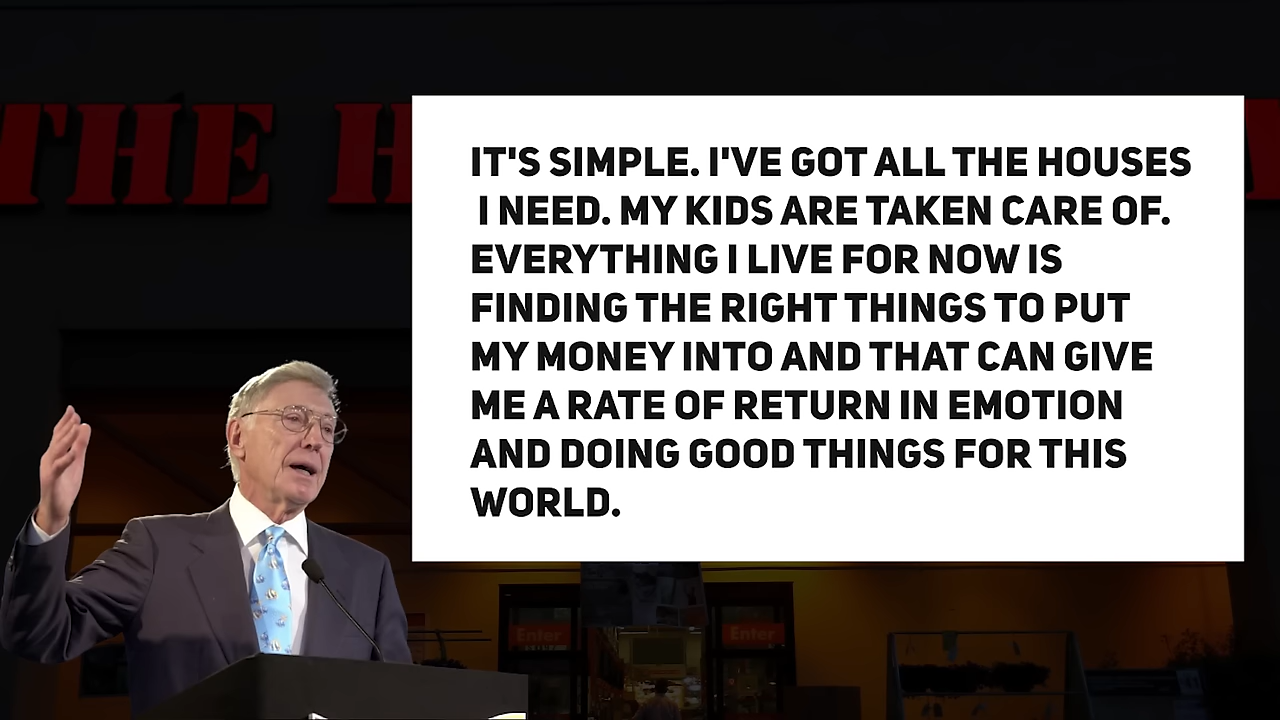 THE H
IT'S SIMPLE. I'VE GOT ALL THE HOUSES
I NEED. MY KIDS ARE TAKEN CARE OF.
EVERYTHING I LIVE FOR NOW IS
FINDING THE RIGHT THINGS TO PUT
MY MONEY INTO AND THAT CAN GIVE
ME A RATE OF RETURN IN EMOTION
AND DOING GOOD THINGS FOR THIS
WORLD.
Enter
Enter